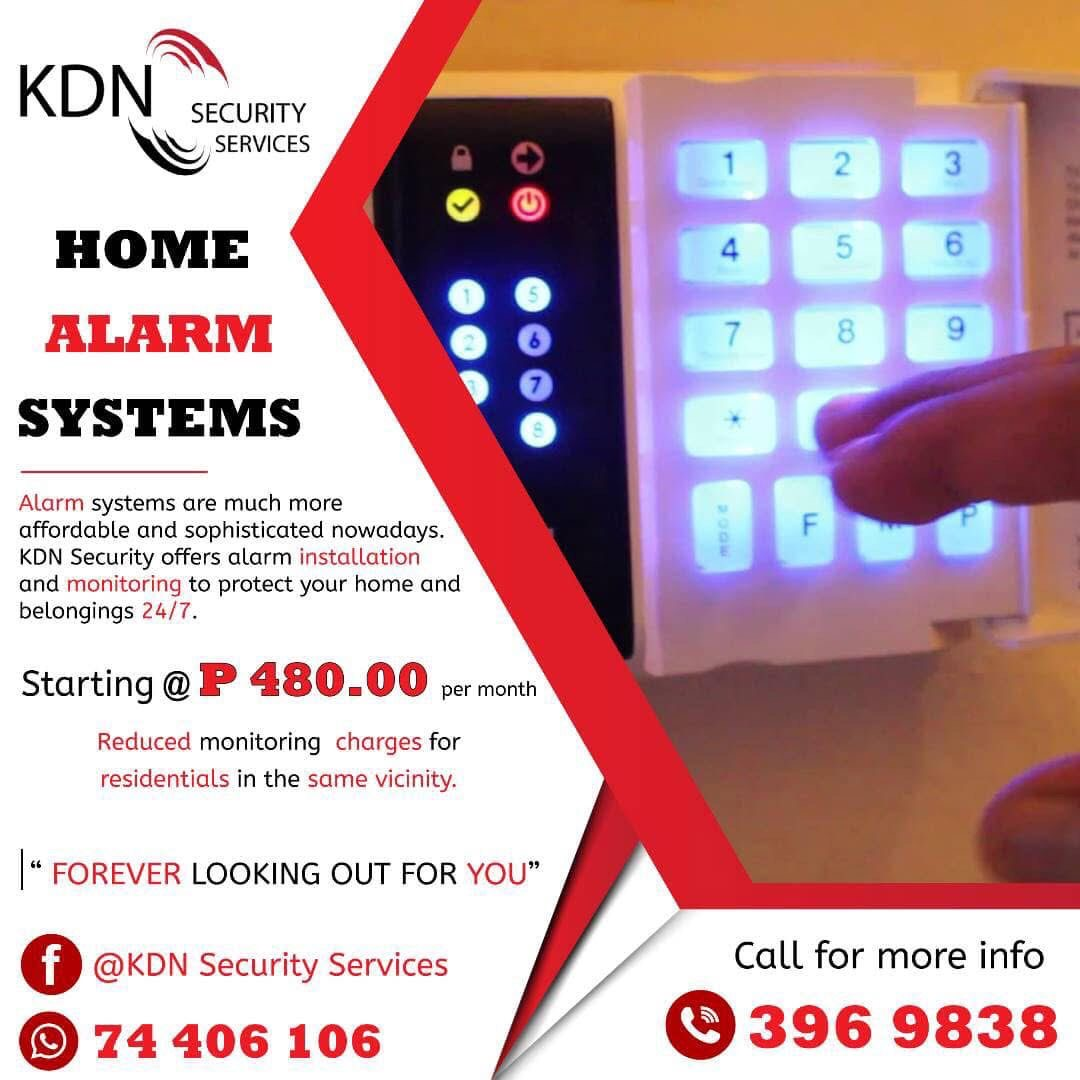 KDN
SECURITY
SERVICES
HOME
ALARM
SYSTEMS
Alarm systems are much more
affordable and sophisticated nowadays.
KDN Security offers alarm installation
and monitoring to protect your home and
belongings 24/7.
Starting @ P 480.00 per month
Reduced monitoring charges for
residentials in the same vicinity.
“ FOREVER LOOKING OUT FOR YOU”
@KDN Security Services
74 406 106
Call for more info
396 9838
1 5
2 6
7
8
1 2 3
4 5 6
7 8 9
*
MODE F M P